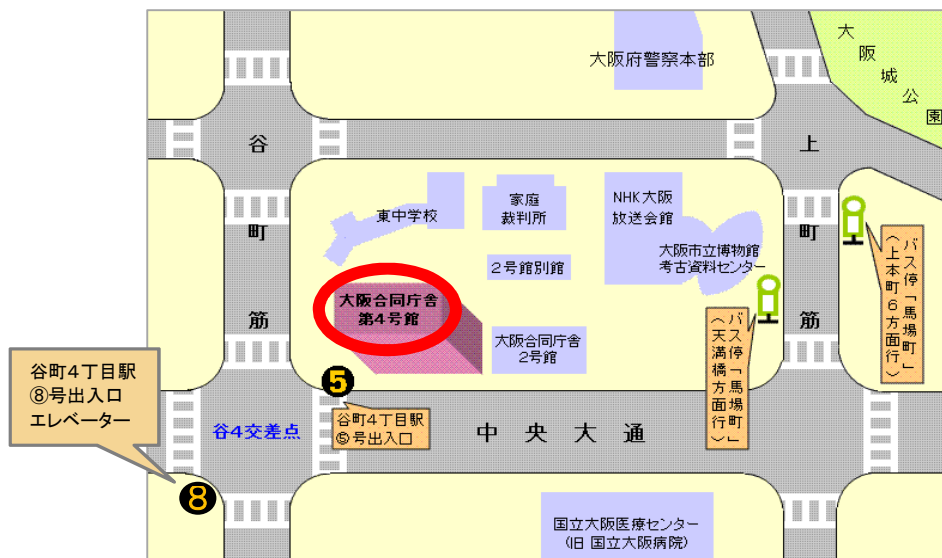 大阪府警察本部
大阪城公園
谷町筋
上町筋
東中学校
家庭
裁判所
NHK大阪
放送会館
大阪市立博物館
考古資料センター
2号館別館
大阪合同庁舎
第4号館
大阪合同庁舎
2号館
バス停「馬場町」
（上本町6方面行）
バス停「馬場町」
（天満橋方面行）
谷町4丁目駅
⑧号出入口
エレベーター
5
谷町4丁目駅
⑤号出入口
谷4交差点
中央大通
8
国立大阪医療センター
(旧 国立大阪病院)